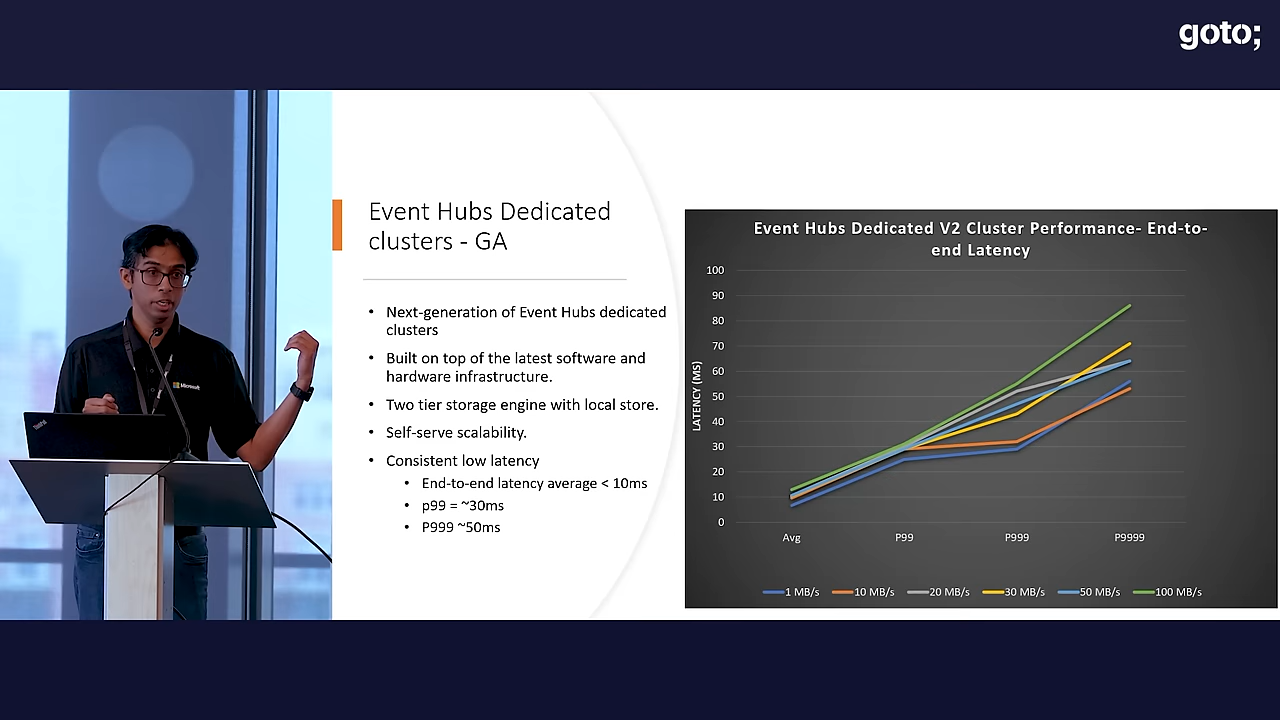 goto;
Event Hubs Dedicated
clusters - GA
• Next-generation of Event Hubs dedicated
clusters
• Built on top of the latest software and
hardware infrastructure.
• Two tier storage engine with local store.
• Self-serve scalability.
• Consistent low latency
• End-to-end latency average < 10ms
• p99 = ~30ms
• P999 ~50ms
Event Hubs Dedicated V2 Cluster Performance- End-to-
end Latency
LATENCY (MS)
100
90
80
70
60
50
40
30
20
10
0
Avg P99 P999 P9999
1 MB/s 10 MB/s 20 MB/s 30 MB/s 50 MB/s 100 MB/s
Microsoft
ThinkPad